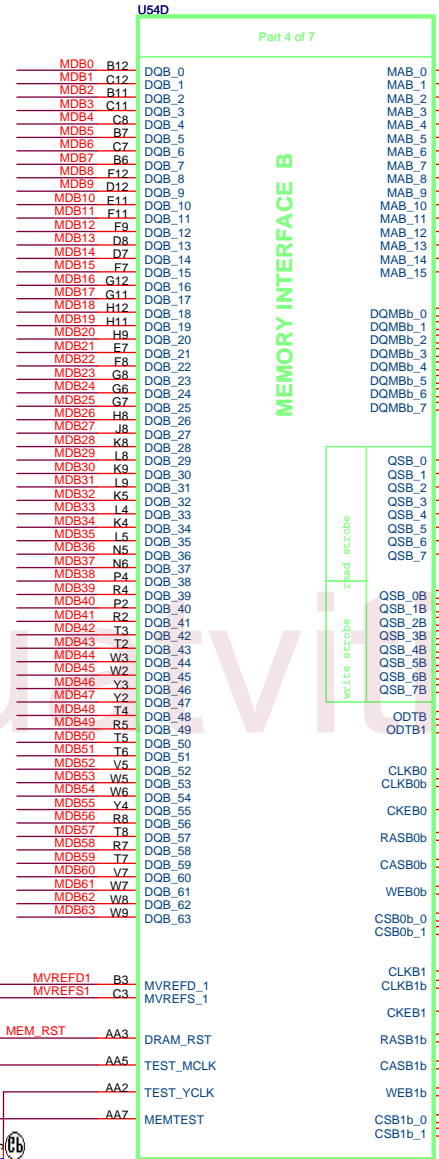 U54D
Part 4 of 7
MEMORY INTERFACE B
MDB0 B12 DQB_0 MAB_0
MDB1 C12 DQB_1 MAB_1
MDB2 B11 DQB_2 MAB_2
MDB3 C11 DQB_3 MAB_3
MDB4 C8 DQB_4 MAB_4
MDB5 B7 DQB_5 MAB_5
MDB6 C7 DQB_6 MAB_6
MDB7 B6 DQB_7 MAB_7
MDB8 F12 DQB_8 MAB_8
MDB9 D12 DQB_9 MAB_9
MDB10 E11 DQB_10 MAB_10
MDB11 F11 DQB_11 MAB_11
MDB12 F9 DQB_12 MAB_12
MDB13 D8 DQB_13 MAB_13
MDB14 D7 DQB_14 MAB_14
MDB15 F7 DQB_15 MAB_15
MDB16 G12 DQB_16
MDB17 G11 DQB_17
MDB18 H12 DQB_18 DQMBb_0
MDB19 H11 DQB_19 DQMBb_1
MDB20 H9 DQB_20 DQMBb_2
MDB21 E7 DQB_21 DQMBb_3
MDB22 F8 DQB_22 DQMBb_4
MDB23 G8 DQB_23 DQMBb_5
MDB24 G6 DQB_24 DQMBb_6
MDB25 G7 DQB_25 DQMBb_7
MDB26 H8 DQB_26
MDB27 J8 DQB_27
MDB28 K8 DQB_28
MDB29 L8 DQB_29 QSB_0
MDB30 K9 DQB_30 QSB_1
MDB31 L9 DQB_31 QSB_2
MDB32 K5 DQB_32 QSB_3
MDB33 L4 DQB_33 QSB_4
MDB34 K4 DQB_34 QSB_5
MDB35 L5 DQB_35 QSB_6
MDB36 N5 DQB_36 QSB_7
MDB37 N6 DQB_37
MDB38 P4 DQB_38
MDB39 R4 DQB_39 QSB_0B
MDB40 P2 DQB_40 QSB_1B
MDB41 R2 DQB_41 QSB_2B
MDB42 T3 DQB_42 QSB_3B
MDB43 T2 DQB_43 QSB_4B
MDB44 W3 DQB_44 QSB_5B
MDB45 W2 DQB_45 QSB_6B
MDB46 Y3 DQB_46 QSB_7B
MDB47 Y2 DQB_47
MDB48 T4 DQB_48 ODTB
MDB49 R5 DQB_49 ODTB1
MDB50 T5 DQB_50
MDB51 T6 DQB_51
MDB52 V5 DQB_52 CLKB0
MDB53 W5 DQB_53 CLKB0b
MDB54 W6 DQB_54
MDB55 Y4 DQB_55 CKEB0
MDB56 R8 DQB_56
MDB57 T8 DQB_57 RASB0b
MDB58 R7 DQB_58
MDB59 T7 DQB_59 CASB0b
MDB60 V7 DQB_60
MDB61 W7 DQB_61 WEB0b
MDB62 W8 DQB_62
MDB63 W9 DQB_63 CSB0b_0
CSB0b_1
read strobe
write strobe
CLKB1
MVREFD1 B3 MVREFD_1 CLKB1b
MVREFS1 C3 MVREFS_1
CKEB1
MEM_RST AA3 DRAM_RST RASB1b
AA5 TEST_MCLK CASB1b
AA2 TEST_YCLK WEB1b
AA7 MEMTEST CSB1b_0
CSB1b_1